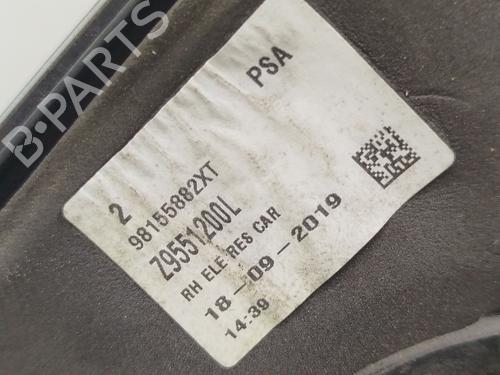 B-PARTS
PSA
2
98155882XT
Z9551200L
RH ELE RES CAR
18-09-2019
14:39